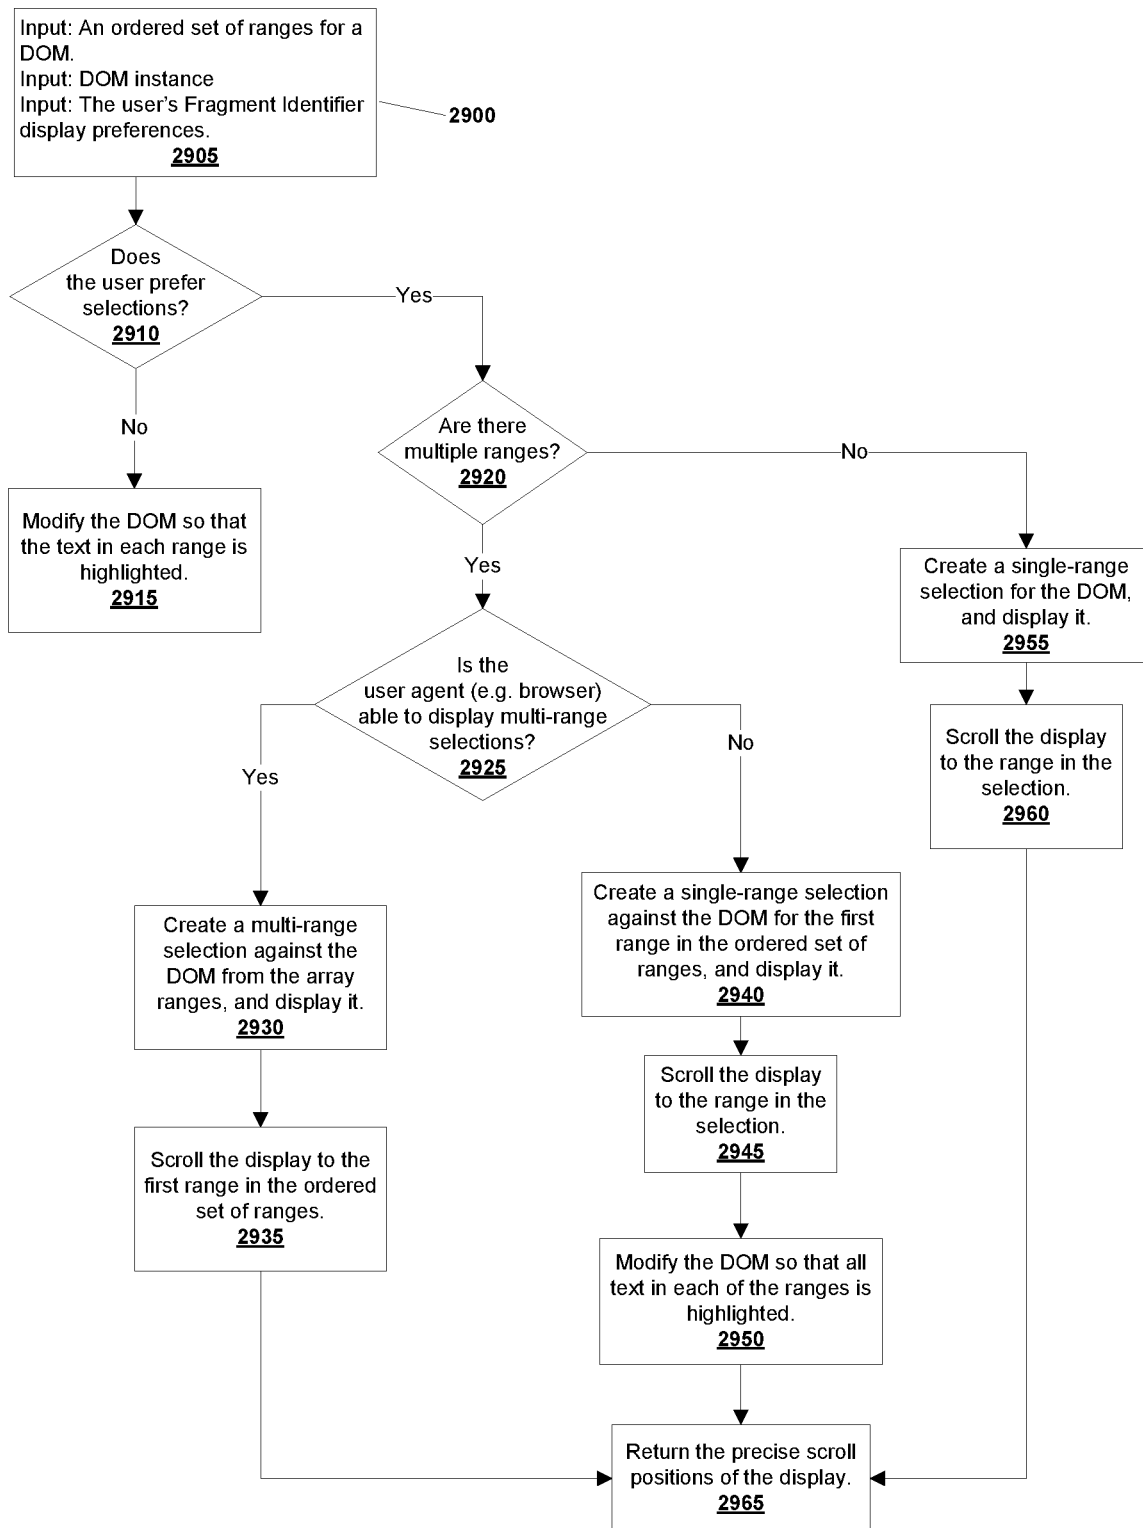 Input: An ordered set of ranges for a
DOM.
Input: DOM instance
Input: The user's Fragment Identifier
display preferences.
2905
2900
Does
the user prefer
selections?
2910
Yes
No
Are there
multiple ranges?
2920
No
Yes
Modify the DOM so that
the text in each range is
highlighted.
2915
Create a single-range
selection for the DOM,
and display it.
2955
Is the
user agent (e.g. browser)
able to display multi-range
selections?
2925
Yes
No
Scroll the display
to the range in the
selection.
2960
Create a multi-range
selection against the
DOM from the array
ranges, and display it.
2930
Create a single-range selection
against the DOM for the first
range in the ordered set of
ranges, and display it.
2940
Scroll the display
to the range in the
selection.
2945
Scroll the display to the
first range in the ordered
set of ranges.
2935
Modify the DOM so that all
text in each of the ranges is
highlighted.
2950
Return the precise scroll
positions of the display.
2965